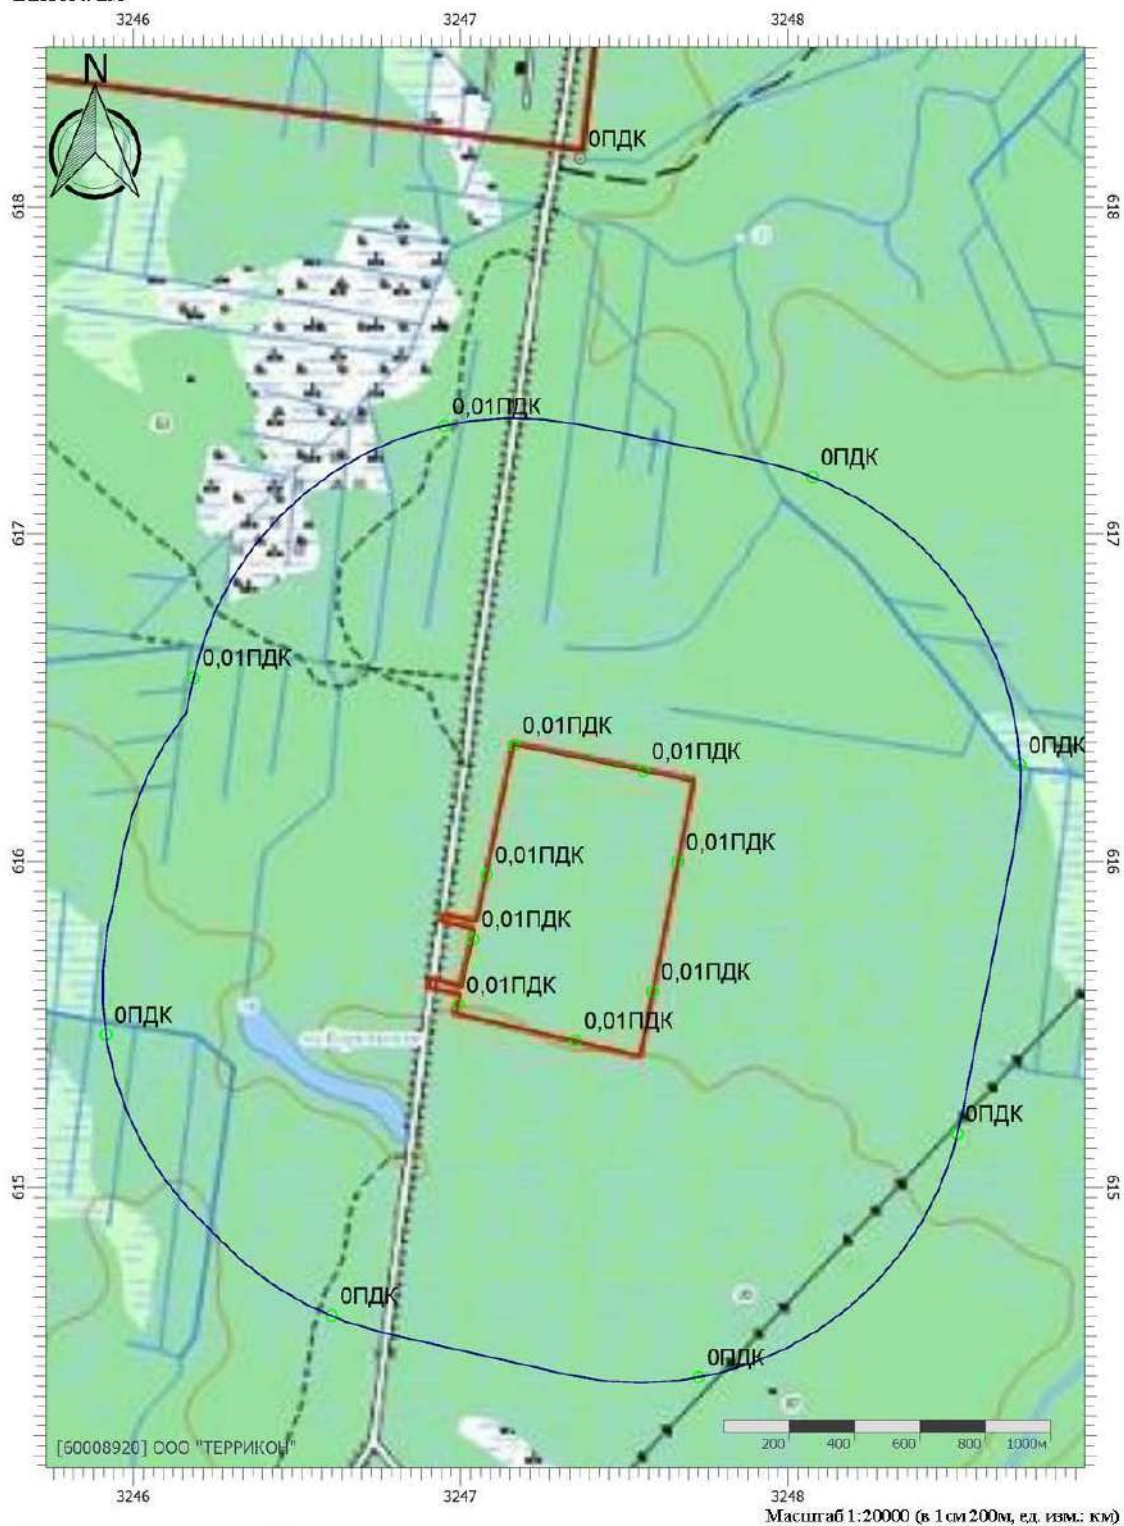 3246 3247 3248
N
0ПДК
618 618
0,01ПДК
0ПДК
617 617
0,01ПДК
0,01ПДК
0,01ПДК
0ПДК
0,01ПДК
0,01ПДК
616 616
0,01ПДК
0,01ПДК
0,01ПДК
0ПДК
0,01ПДК
0ПДК
615 615
0ПДК
0ПДК
[60008920] ООО "ТЕРРИКОН"
200 400 600 800 1000м
3246 3247 3248
Масштаб 1:20000 (в 1 см 200м, ед. изм.: км)